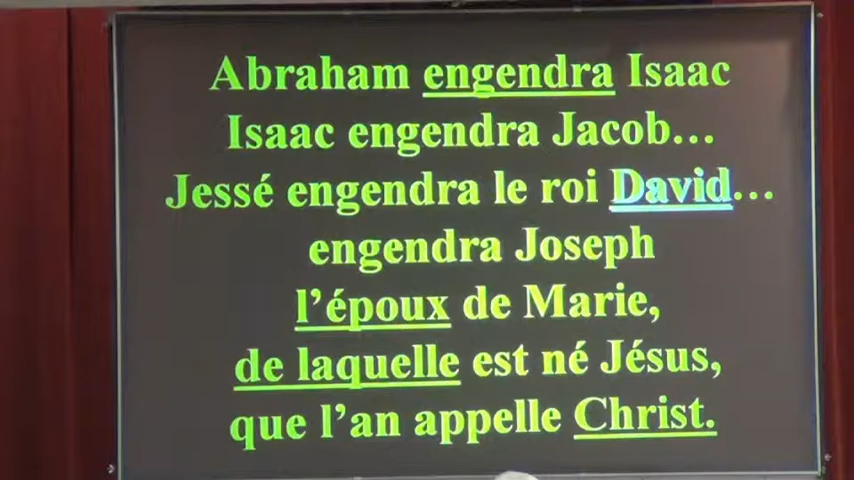 Abraham engendra Isaac
Isaac engendra Jacob…
Jessé engendra le roi David…
engendra Joseph
l’époux de Marie,
de laquelle est né Jésus,
que l’an appelle Christ.